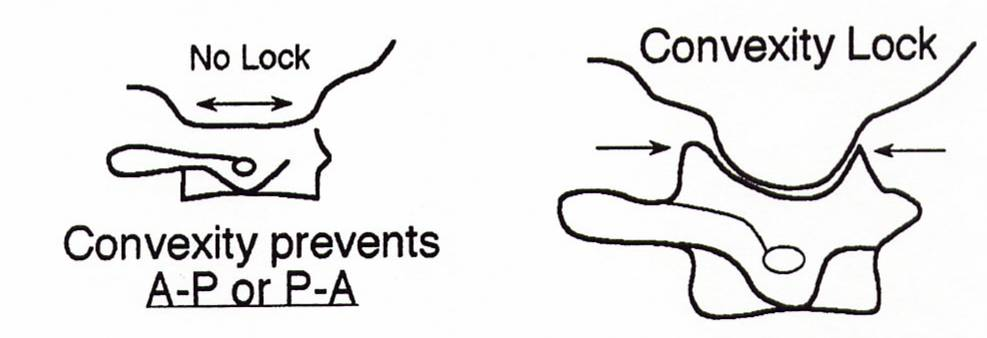 No Lock
Convexity prevents
A-P or P-A
Convexity Lock